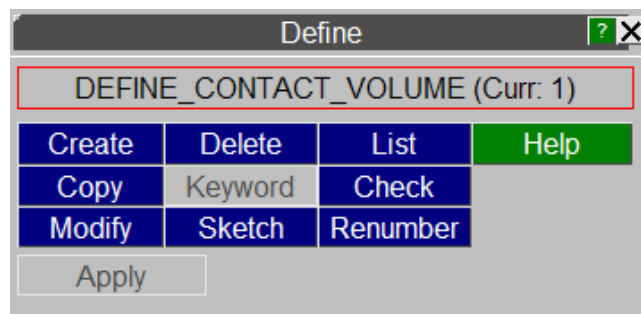 Define ? X
DEFINE_CONTACT_VOLUME (Curr: 1)
Create Delete List Help
Copy Keyword Check
Modify Sketch Renumber
Apply